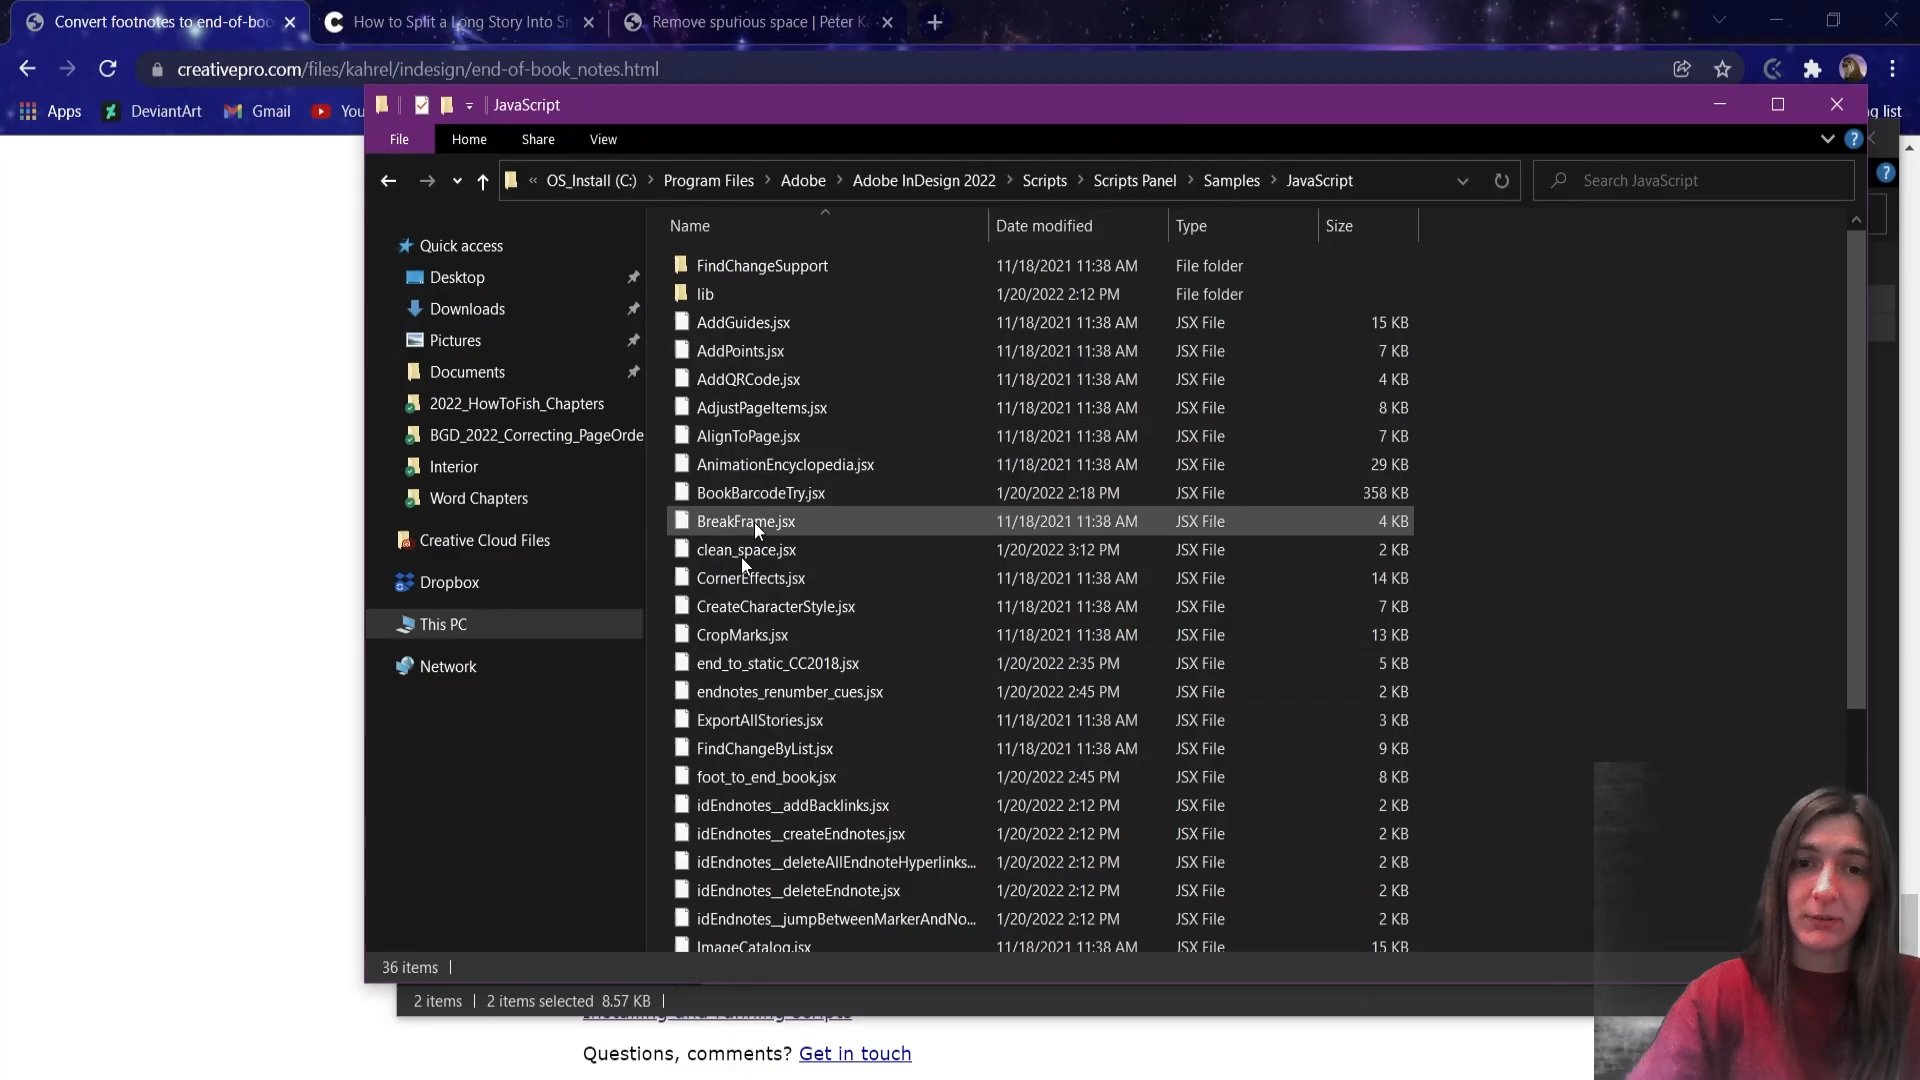 Convert footnotes to end-of-boo
How to Split a Long Story Into Sm
Remove spurious space | Peter Ka
creativepro.com/files/kahrel/indesign/end-of-book_notes.html
Apps
DeviantArt
Gmail
You
ng list
JavaScript
File
Home
Share
View
« OS_Install (C:) > Program Files > Adobe > Adobe InDesign 2022 > Scripts > Scripts Panel > Samples > JavaScript
Search JavaScript
Quick access
Desktop
Downloads
Pictures
Documents
2022_HowToFish_Chapters
BGD_2022_Correcting_PageOrde
Interior
Word Chapters
Creative Cloud Files
Dropbox
This PC
Network
Name Date modified Type Size
FindChangeSupport 11/18/2021 11:38 AM File folder
lib 1/20/2022 2:12 PM File folder
AddGuides.jsx 11/18/2021 11:38 AM JSX File 15 KB
AddPoints.jsx 11/18/2021 11:38 AM JSX File 7 KB
AddQRCode.jsx 11/18/2021 11:38 AM JSX File 4 KB
AdjustPageItems.jsx 11/18/2021 11:38 AM JSX File 8 KB
AlignToPage.jsx 11/18/2021 11:38 AM JSX File 7 KB
AnimationEncyclopedia.jsx 11/18/2021 11:38 AM JSX File 29 KB
BookBarcodeTry.jsx 1/20/2022 2:18 PM JSX File 358 KB
BreakFrame.jsx 11/18/2021 11:38 AM JSX File 4 KB
clean_space.jsx 1/20/2022 3:12 PM JSX File 2 KB
CornerEffects.jsx 11/18/2021 11:38 AM JSX File 14 KB
CreateCharacterStyle.jsx 11/18/2021 11:38 AM JSX File 7 KB
CropMarks.jsx 11/18/2021 11:38 AM JSX File 13 KB
end_to_static_CC2018.jsx 1/20/2022 2:35 PM JSX File 5 KB
endnotes_renumber_cues.jsx 1/20/2022 2:45 PM JSX File 2 KB
ExportAllStories.jsx 11/18/2021 11:38 AM JSX File 3 KB
FindChangeByList.jsx 11/18/2021 11:38 AM JSX File 9 KB
foot_to_end_book.jsx 1/20/2022 2:45 PM JSX File 8 KB
idEndnotes__addBacklinks.jsx 1/20/2022 2:12 PM JSX File 2 KB
idEndnotes__createEndnotes.jsx 1/20/2022 2:12 PM JSX File 2 KB
idEndnotes__deleteAllEndnoteHyperlinks... 1/20/2022 2:12 PM JSX File 2 KB
idEndnotes__deleteEndnote.jsx 1/20/2022 2:12 PM JSX File 2 KB
idEndnotes__jumpBetweenMarkerAndNo... 1/20/2022 2:12 PM JSX File 2 KB
ImageCatalog.jsx 11/18/2021 11:38 AM JSX File 15 KB
36 items
2 items 2 items selected 8.57 KB
Installing and running scripts
Questions, comments? Get in touch